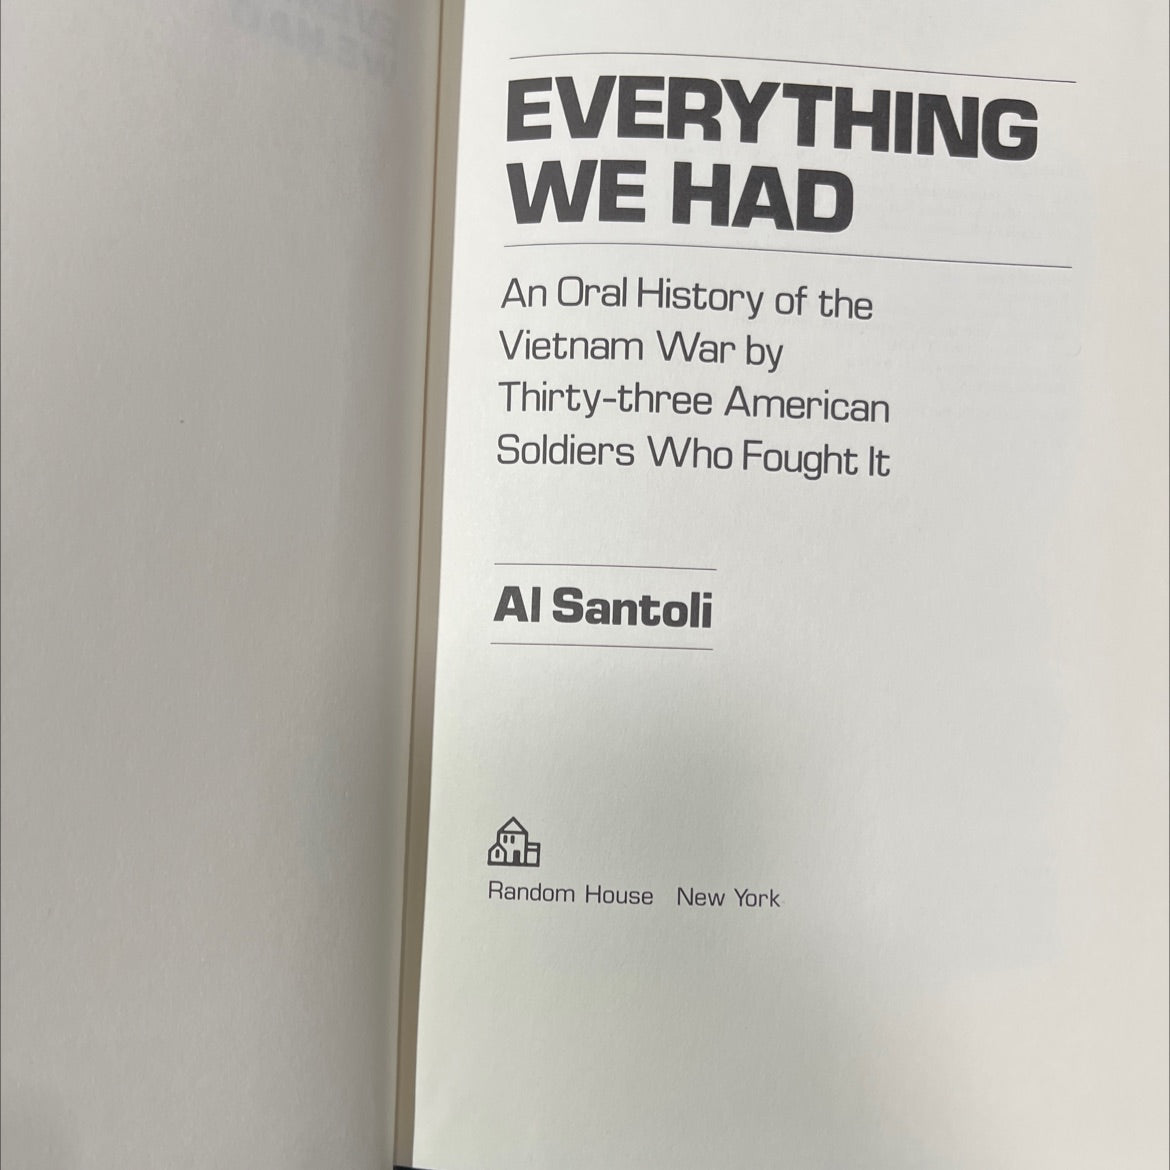 EVERYTHING
WE HAD
An Oral History of the
Vietnam War by
Thirty-three American
Soldiers Who Fought It
Al Santoli
Random House New York